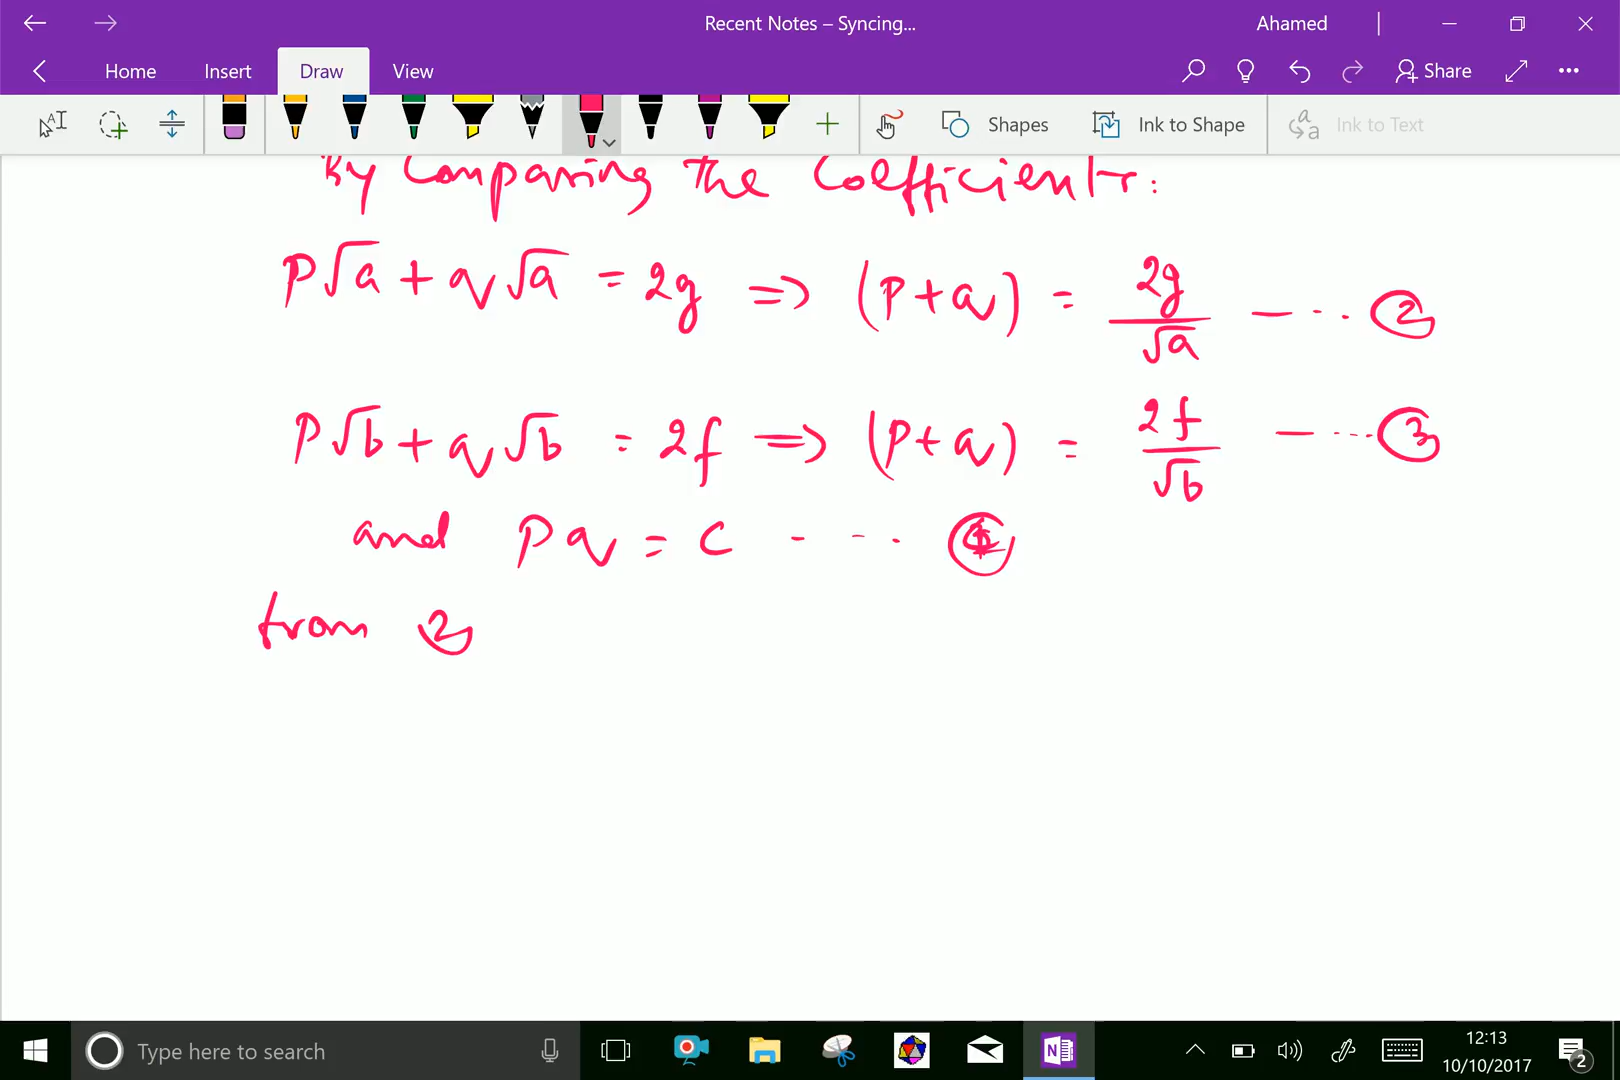 Recent Notes – Syncing...
Ahamed
Home Insert Draw View
Share
Shapes Ink to Shape Ink to Text
By Comparing the Coefficients:
P√a + q√a = 2g => (P+q) = 2g/√a — ... ②
P√b + q√b = 2f => (P+q) = 2f/√b — ... ③
and Pq = c - ... ④
from 2
Type here to search
12:13
10/10/2017
2